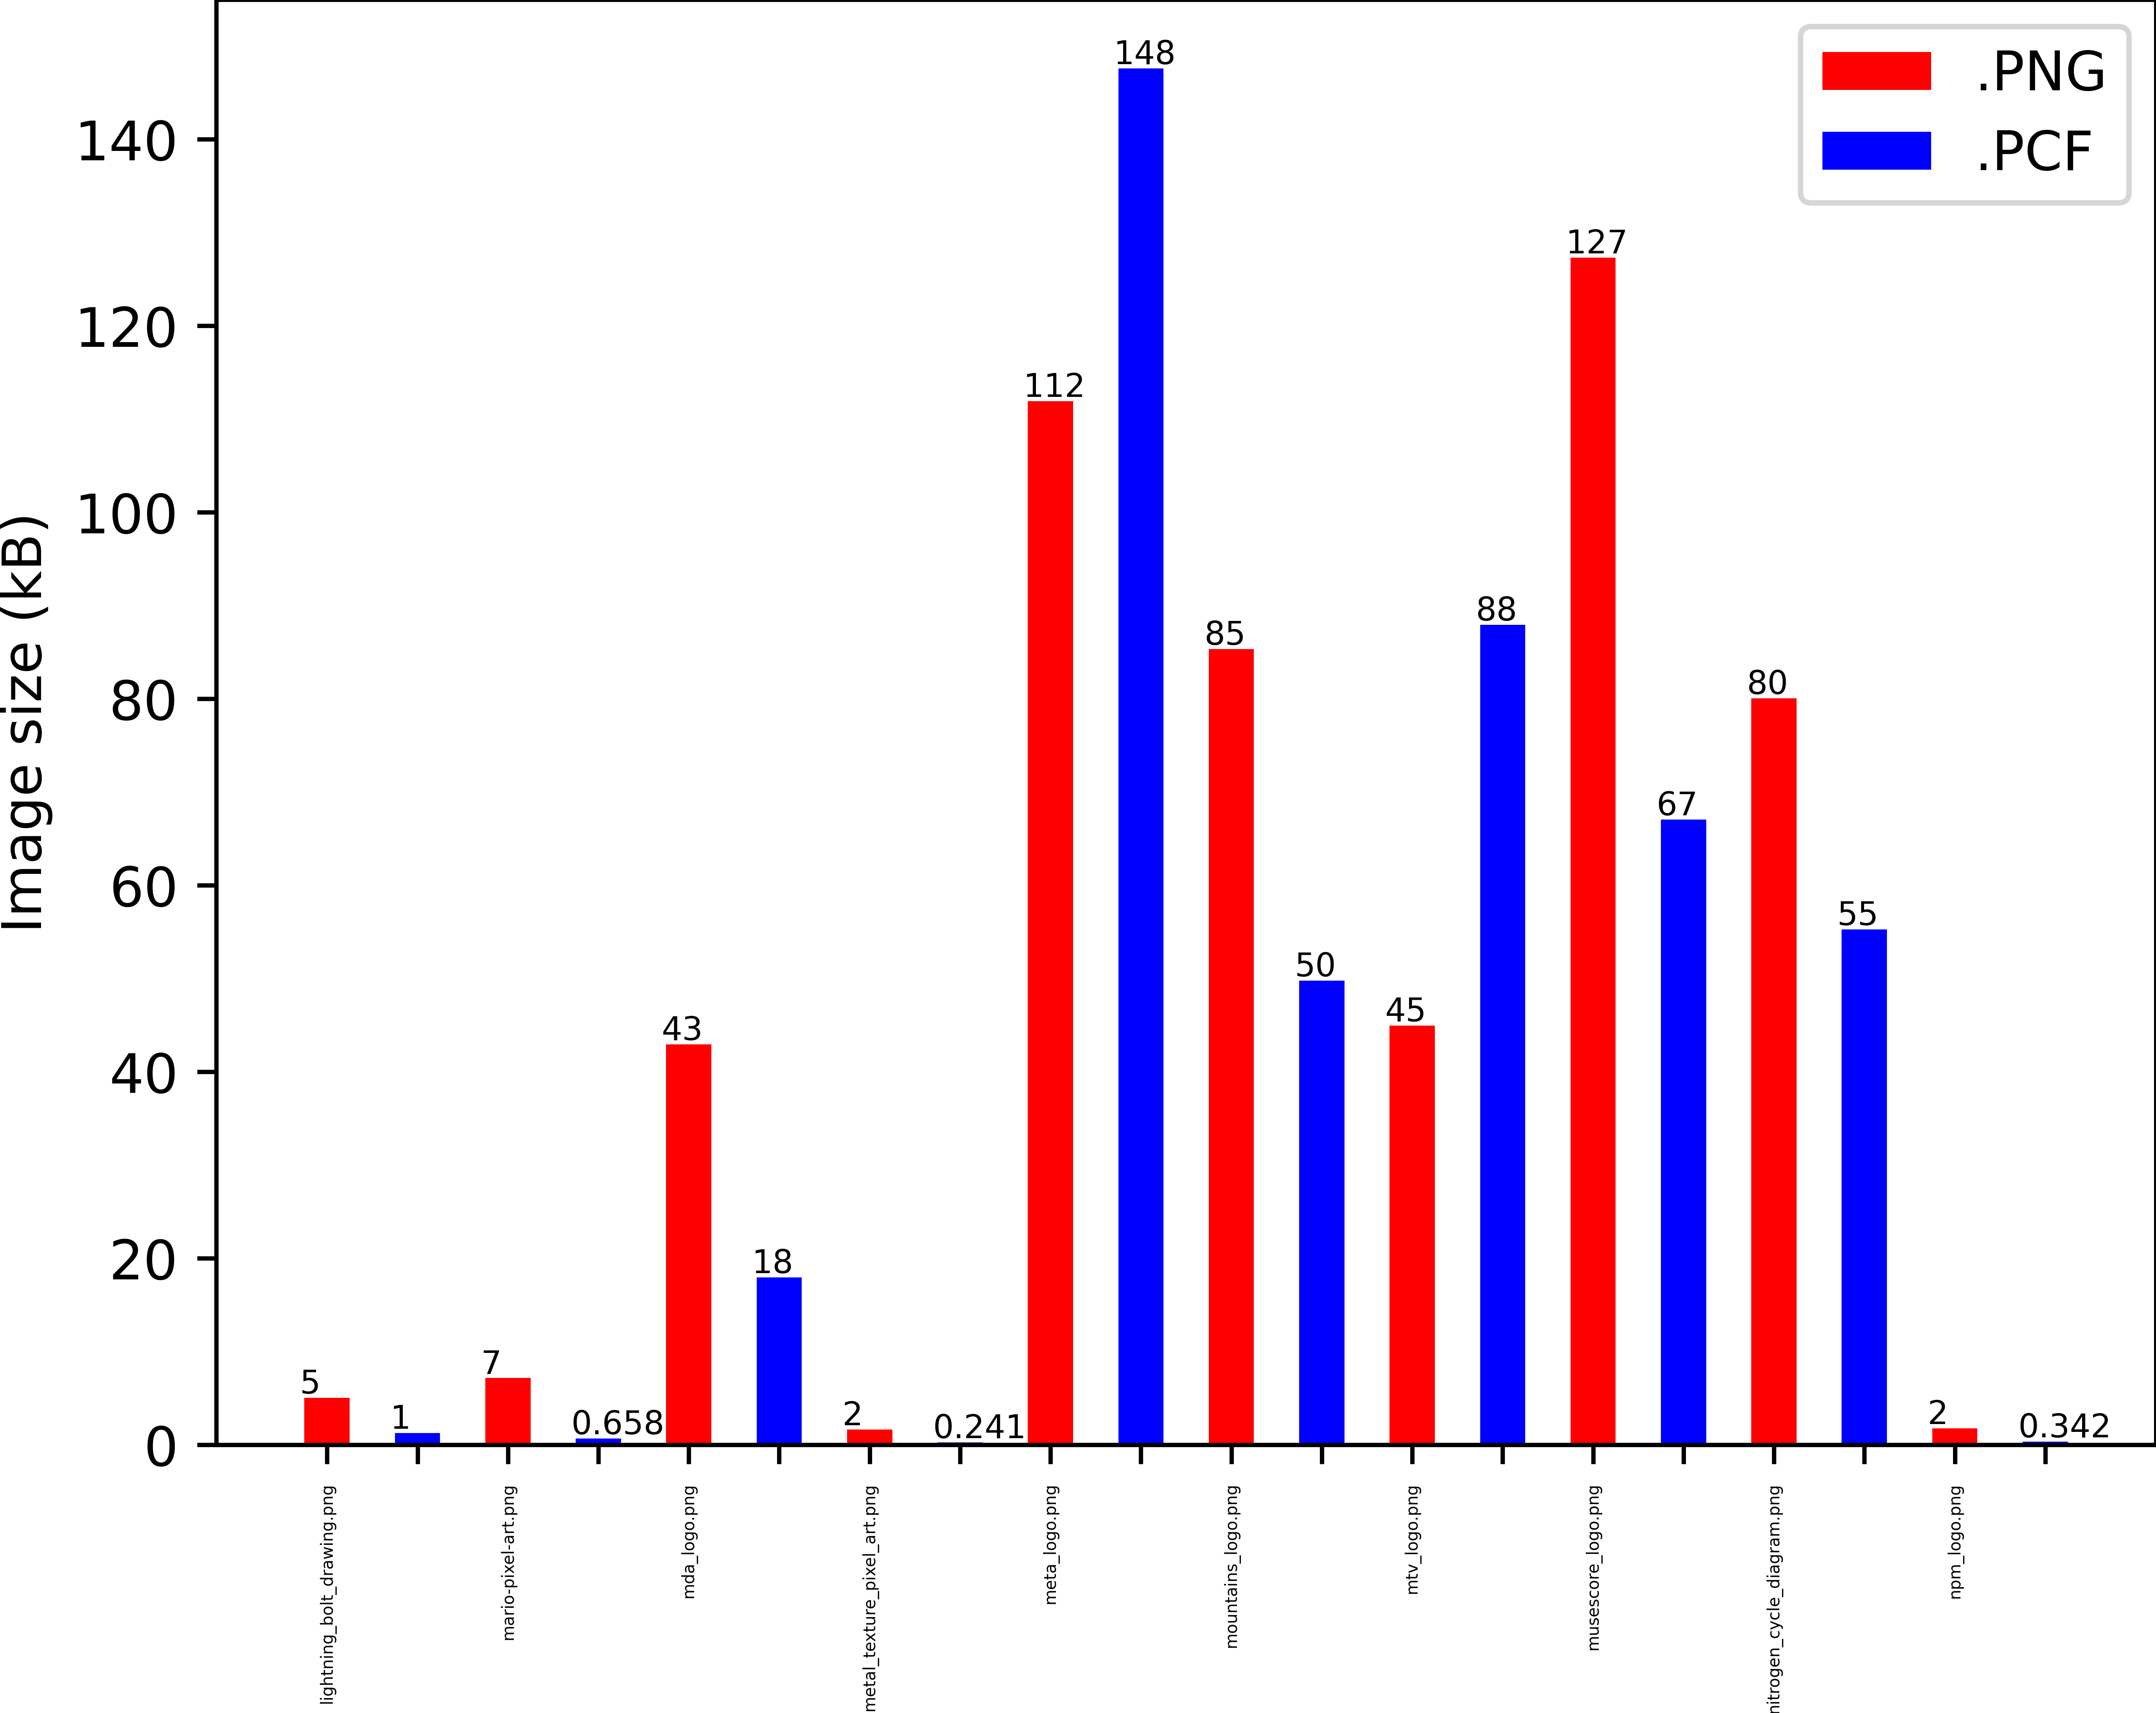 148
.PNG
.PCF
140
127
120
112
100
Image size (kB)
88
85
80
80
67
60
55
50
45
43
40
20
18
7
5
2
2
1
0.658
0.241
0.342
0
lightning_bolt_drawing.png
mario-pixel-art.png
mda_logo.png
metal_texture_pixel_art.png
meta_logo.png
mountains_logo.png
mtv_logo.png
musescore_logo.png
nitrogen_cycle_diagram.png
npm_logo.png